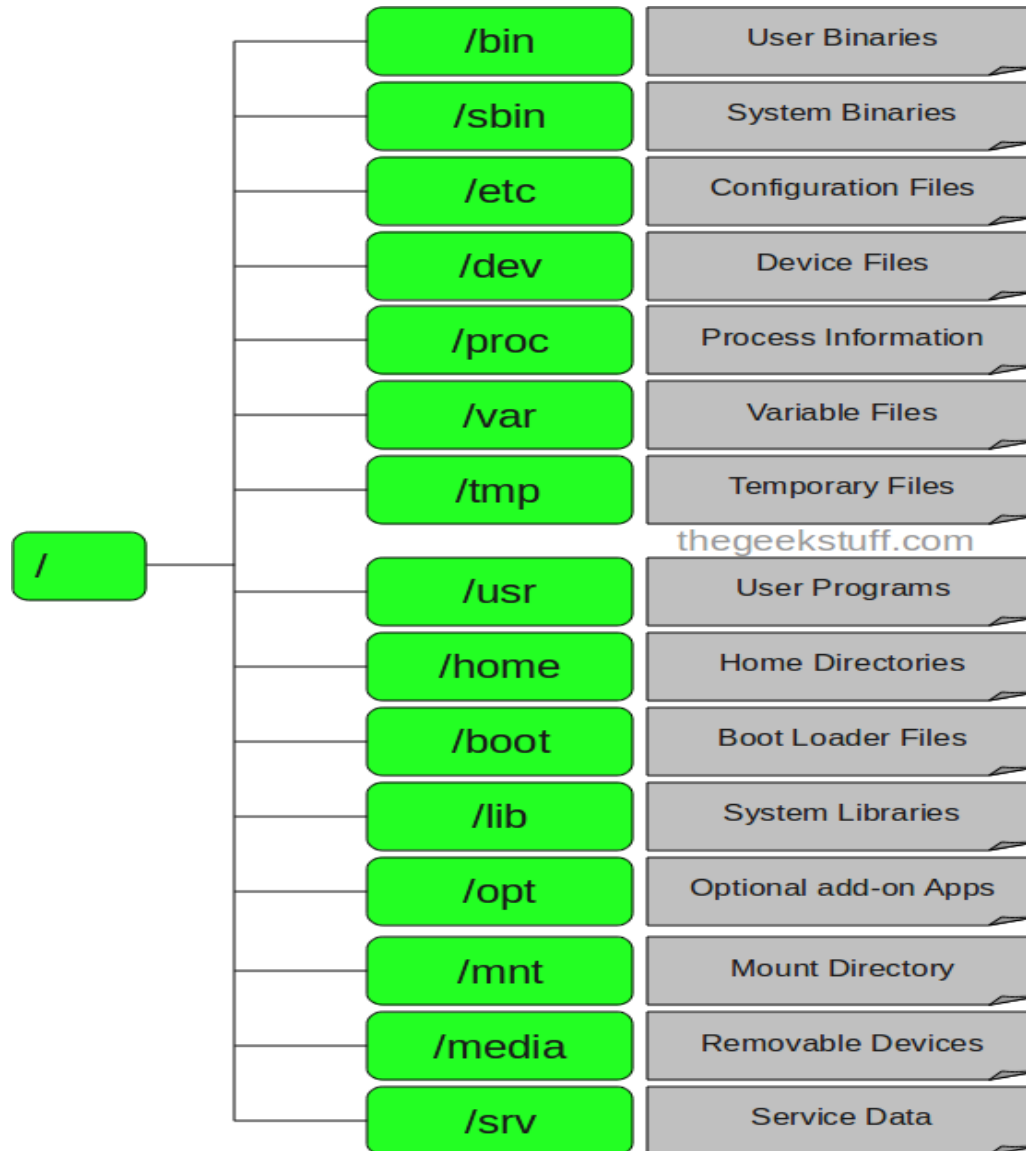 /bin User Binaries
/sbin System Binaries
/etc Configuration Files
/dev Device Files
/proc Process Information
/var Variable Files
/tmp Temporary Files
thegeekstuff.com
/
/usr User Programs
/home Home Directories
/boot Boot Loader Files
/lib System Libraries
/opt Optional add-on Apps
/mnt Mount Directory
/media Removable Devices
/srv Service Data